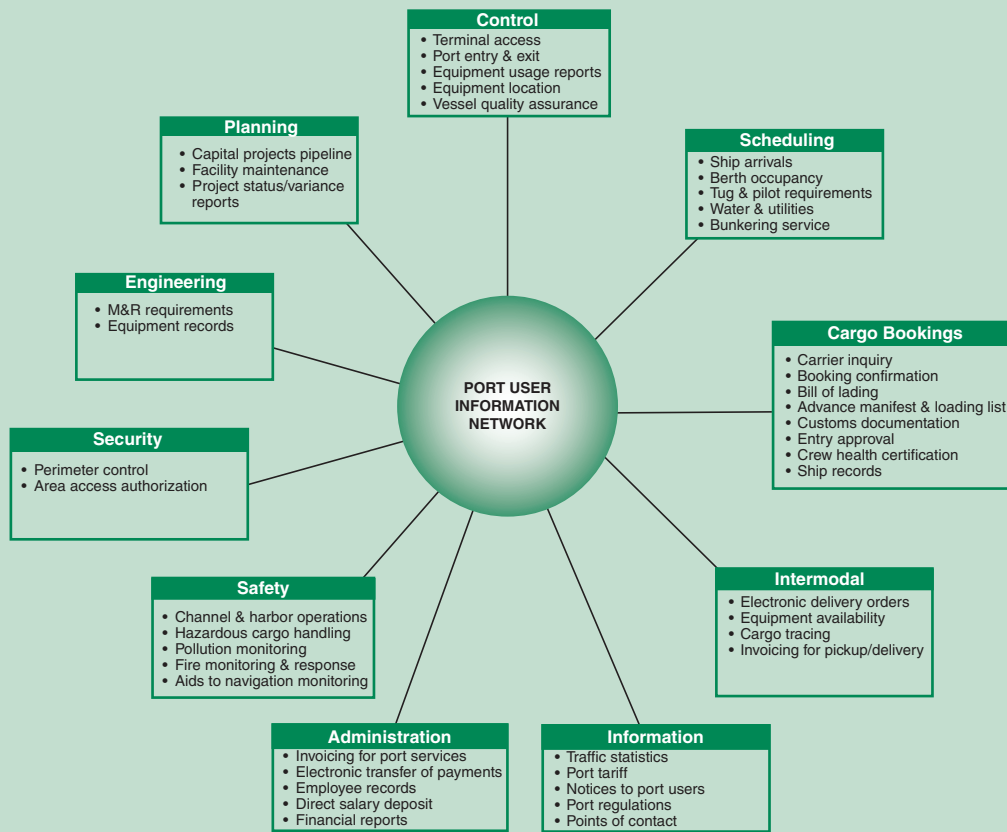 Control
• Terminal access
• Port entry & exit
• Equipment usage reports
• Equipment location
• Vessel quality assurance
Planning
• Capital projects pipeline
• Facility maintenance
• Project status/variance
reports
Scheduling
• Ship arrivals
• Berth occupancy
• Tug & pilot requirements
• Water & utilities
• Bunkering service
Engineering
• M&R requirements
• Equipment records
Cargo Bookings
• Carrier inquiry
• Booking confirmation
• Bill of lading
• Advance manifest & loading list
• Customs documentation
• Entry approval
• Crew health certification
• Ship records
PORT USER
INFORMATION
NETWORK
Security
• Perimeter control
• Area access authorization
Safety
• Channel & harbor operations
• Hazardous cargo handling
• Pollution monitoring
• Fire monitoring & response
• Aids to navigation monitoring
Intermodal
• Electronic delivery orders
• Equipment availability
• Cargo tracing
• Invoicing for pickup/delivery
Administration
• Invoicing for port services
• Electronic transfer of payments
• Employee records
• Direct salary deposit
• Financial reports
Information
• Traffic statistics
• Port tariff
• Notices to port users
• Port regulations
• Points of contact